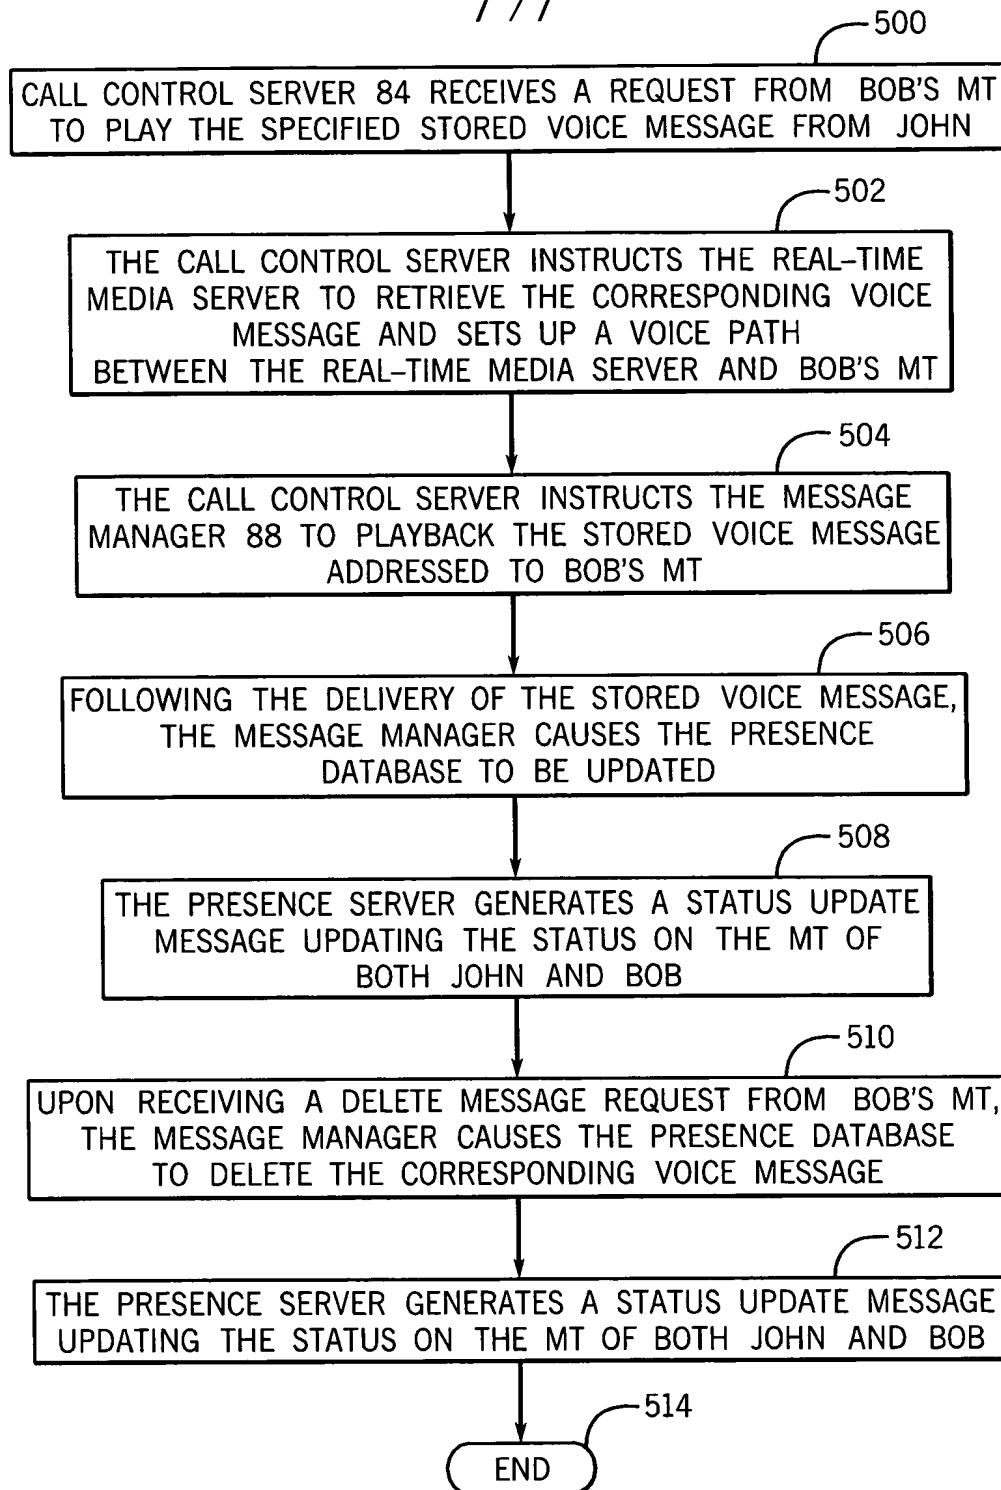 500
CALL CONTROL SERVER 84 RECEIVES A REQUEST FROM BOB'S MT
TO PLAY THE SPECIFIED STORED VOICE MESSAGE FROM JOHN
502
THE CALL CONTROL SERVER INSTRUCTS THE REAL-TIME
MEDIA SERVER TO RETRIEVE THE CORRESPONDING VOICE
MESSAGE AND SETS UP A VOICE PATH
BETWEEN THE REAL-TIME MEDIA SERVER AND BOB'S MT
504
THE CALL CONTROL SERVER INSTRUCTS THE MESSAGE
MANAGER 88 TO PLAYBACK THE STORED VOICE MESSAGE
ADDRESSED TO BOB'S MT
506
FOLLOWING THE DELIVERY OF THE STORED VOICE MESSAGE,
THE MESSAGE MANAGER CAUSES THE PRESENCE
DATABASE TO BE UPDATED
508
THE PRESENCE SERVER GENERATES A STATUS UPDATE
MESSAGE UPDATING THE STATUS ON THE MT OF
BOTH JOHN AND BOB
510
UPON RECEIVING A DELETE MESSAGE REQUEST FROM BOB'S MT,
THE MESSAGE MANAGER CAUSES THE PRESENCE DATABASE
TO DELETE THE CORRESPONDING VOICE MESSAGE
512
THE PRESENCE SERVER GENERATES A STATUS UPDATE MESSAGE
UPDATING THE STATUS ON THE MT OF BOTH JOHN AND BOB
514
END